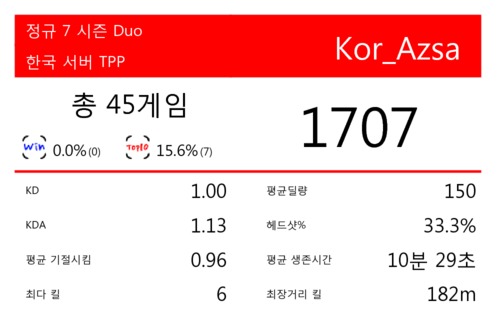 정규 7 시즌 Duo
한국 서버 TPP
Kor_Azsa
총 45게임
1707
Win 0.0%(0) TOP10 15.6%(7)
KD 1.00
평균딜량 150
KDA 1.13
헤드샷% 33.3%
평균 기절시킴 0.96
평균 생존시간 10분 29초
최다 킬 6
최장거리 킬 182m